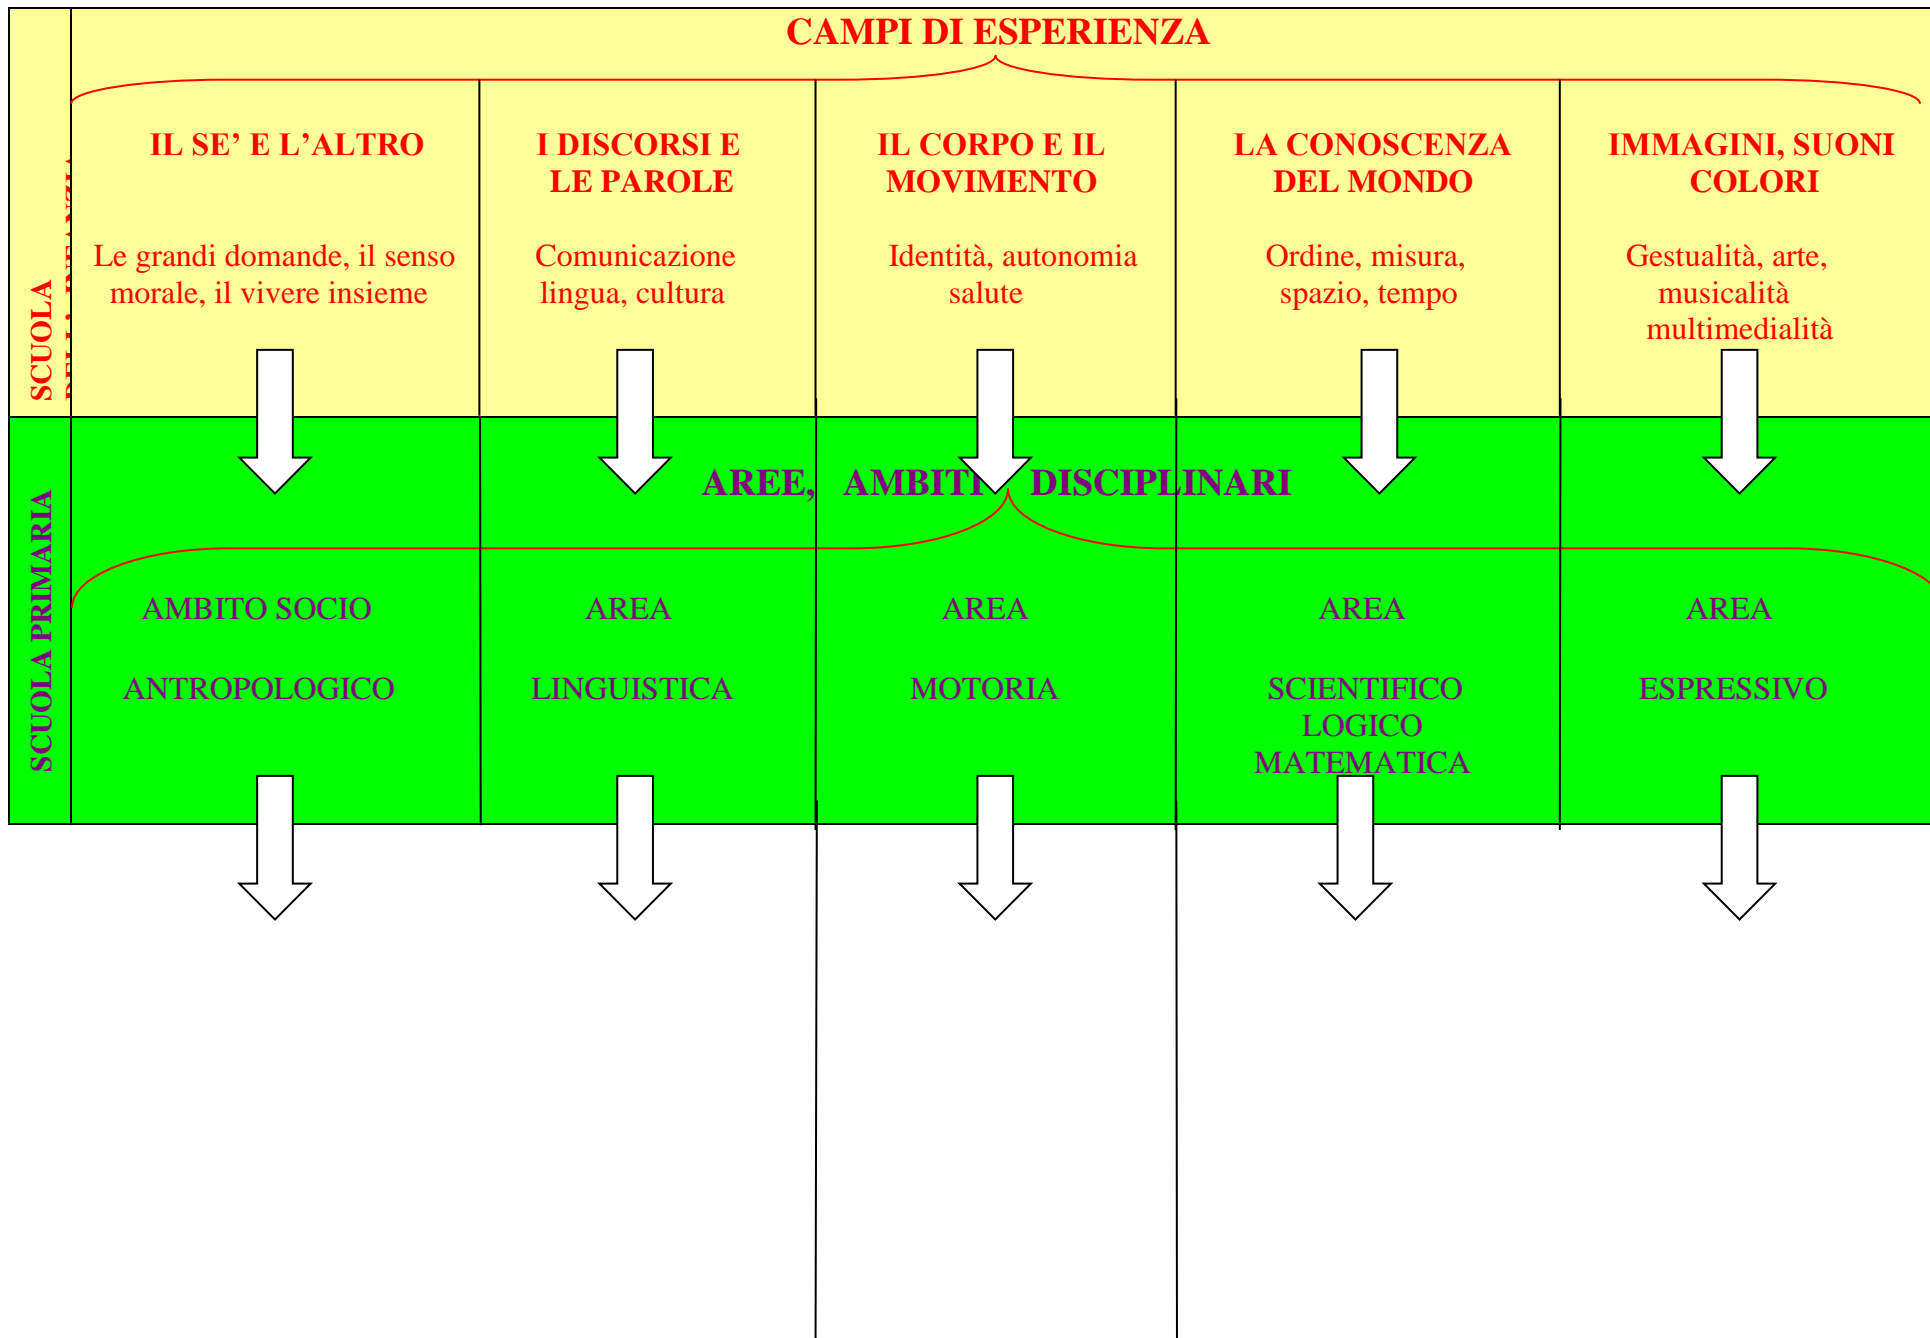 CAMPI DI ESPERIENZA
SCUOLA
IL SE’ E L’ALTRO
Le grandi domande, il senso
morale, il vivere insieme
I DISCORSI E
LE PAROLE
Comunicazione
lingua, cultura
IL CORPO E IL
MOVIMENTO
Identità, autonomia
salute
LA CONOSCENZA
DEL MONDO
Ordine, misura,
spazio, tempo
IMMAGINI, SUONI
COLORI
Gestualità, arte,
musicalità
multimedialità
SCUOLA PRIMARIA
AREE, AMBITI DISCIPLINARI
AMBITO SOCIO
ANTROPOLOGICO
AREA
LINGUISTICA
AREA
MOTORIA
AREA
SCIENTIFICO
LOGICO
MATEMATICA
AREA
ESPRESSIVO